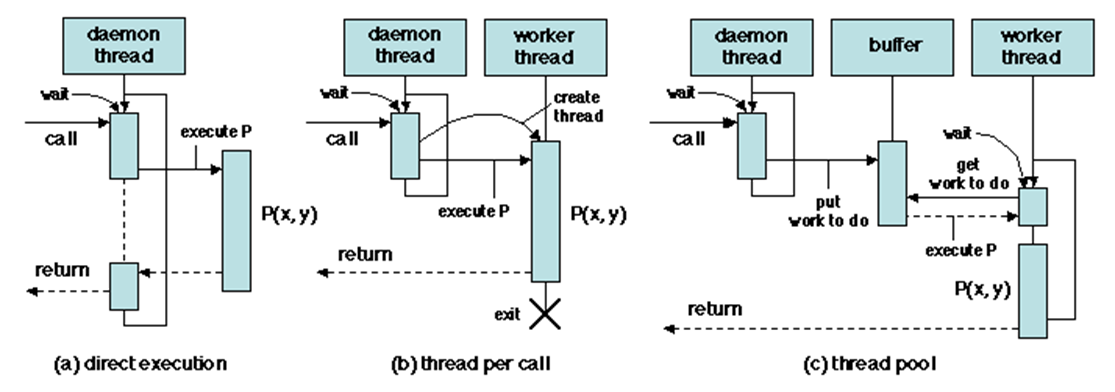 daemon
thread
wait
call
execute P
P(x, y)
return
(a) direct execution
daemon
thread
worker
thread
wait
create
thread
call
execute P
P(x, y)
return
exit
(b) thread per call
daemon
thread
buffer
worker
thread
wait
call
wait
get
work to do
put
work to do
execute P
P(x, y)
return
(c) thread pool